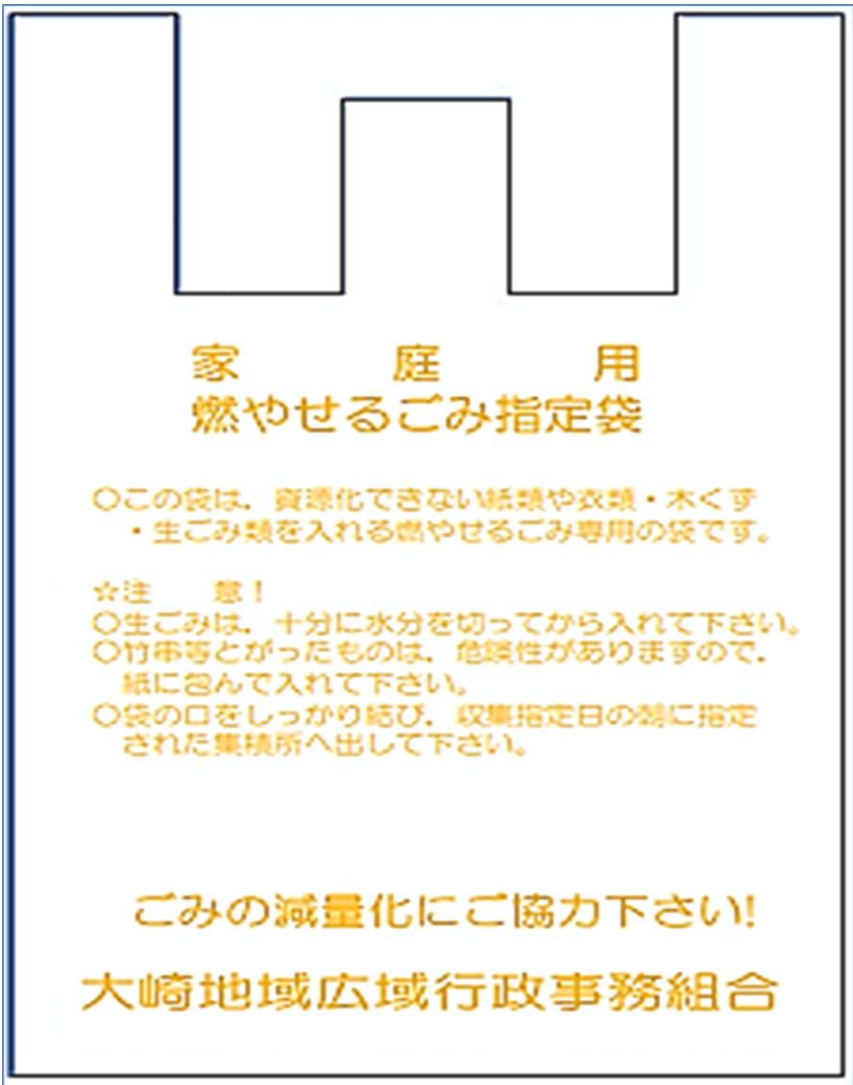 家　庭　用
燃やせるごみ指定袋
○この袋は，資源化できない紙類や衣類・木くず
・生ごみ類を入れる燃やせるごみ専用の袋です。
☆注　意！
○生ごみは，十分に水分を切ってから入れて下さい。
○竹串等とがったものは，危険性がありますので，
紙に包んで入れて下さい。
○袋の口をしっかり結び，収集指定日の朝に指定
された集積所へ出して下さい。
ごみの減量化にご協力下さい!
大崎地域広域行政事務組合